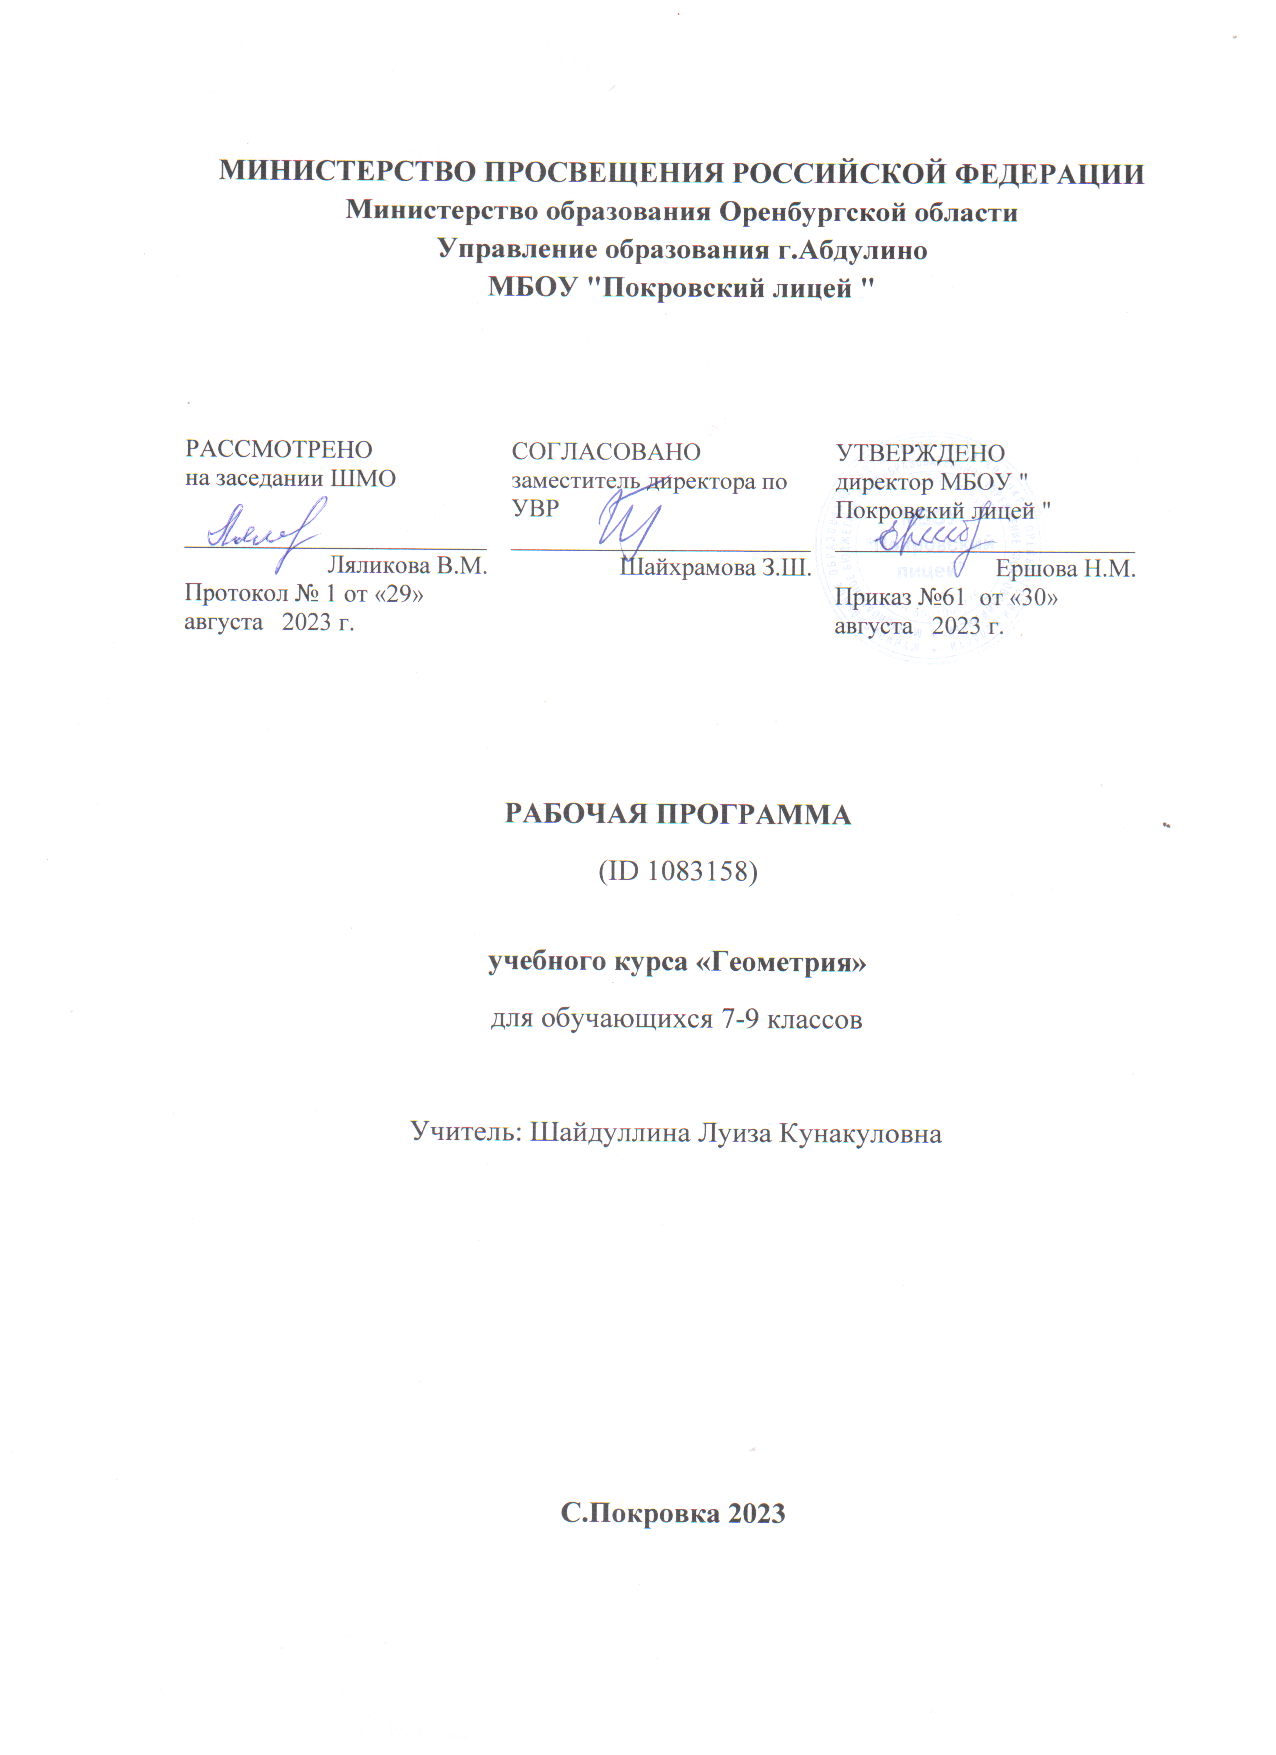 МИНИСТЕРСТВО ПРОСВЕЩЕНИЯ РОССИЙСКОЙ ФЕДЕРАЦИИ
Министерство образования Оренбургской области
Управление образования г.Абдулино
МБОУ "Покровский лицей "
РАССМОТРЕНО
на заседании ШМО
Ляликова В.М.
Протокол № 1 от «29»
августа 2023 г.
СОГЛАСОВАНО
заместитель директора по
УВР
Шайхрамова З.Ш.
УТВЕРЖДЕНО
директор МБОУ "
Покровский лицей "
лицей
Ершова Н.М.
Приказ №61 от «30»
августа 2023 г.
РАБОЧАЯ ПРОГРАММА
(ID 1083158)
учебного курса «Геометрия»
для обучающихся 7-9 классов
Учитель: Шайдуллина Луиза Кунакуловна
С.Покровка 2023